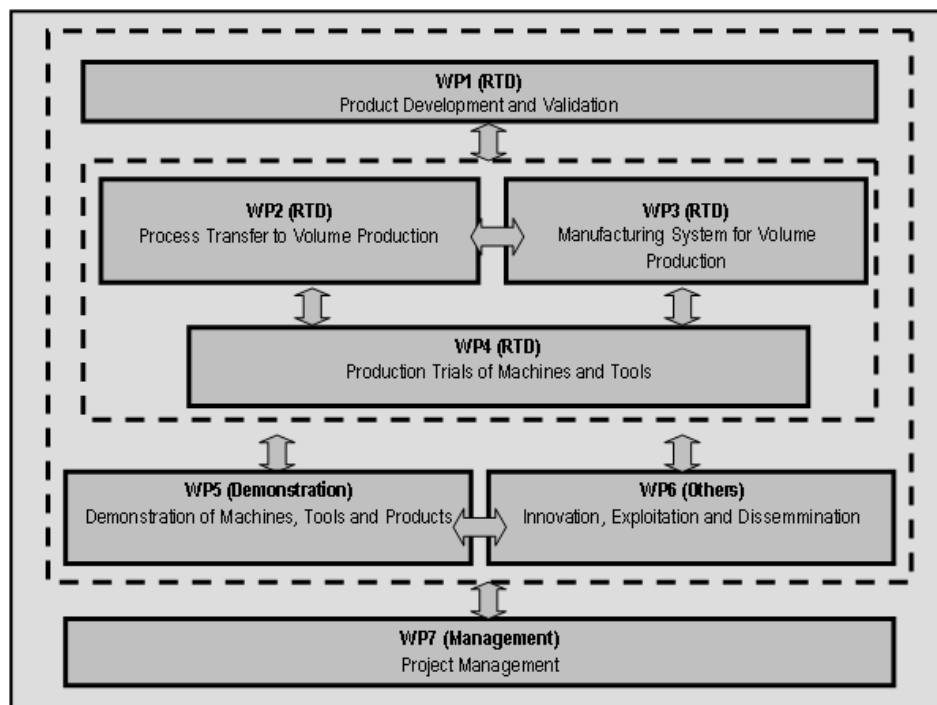 WP1 (RTD)
Product Development and Validation
WP2 (RTD)
Process Transfer to Volume Production
WP3 (RTD)
Manufacturing System for Volume
Production
WP4 (RTD)
Production Trials of Machines and Tools
WP5 (Demonstration)
Demonstration of Machines, Tools and Products
WP6 (Others)
Innovation, Exploitation and Dissemmination
WP7 (Management)
Project Management